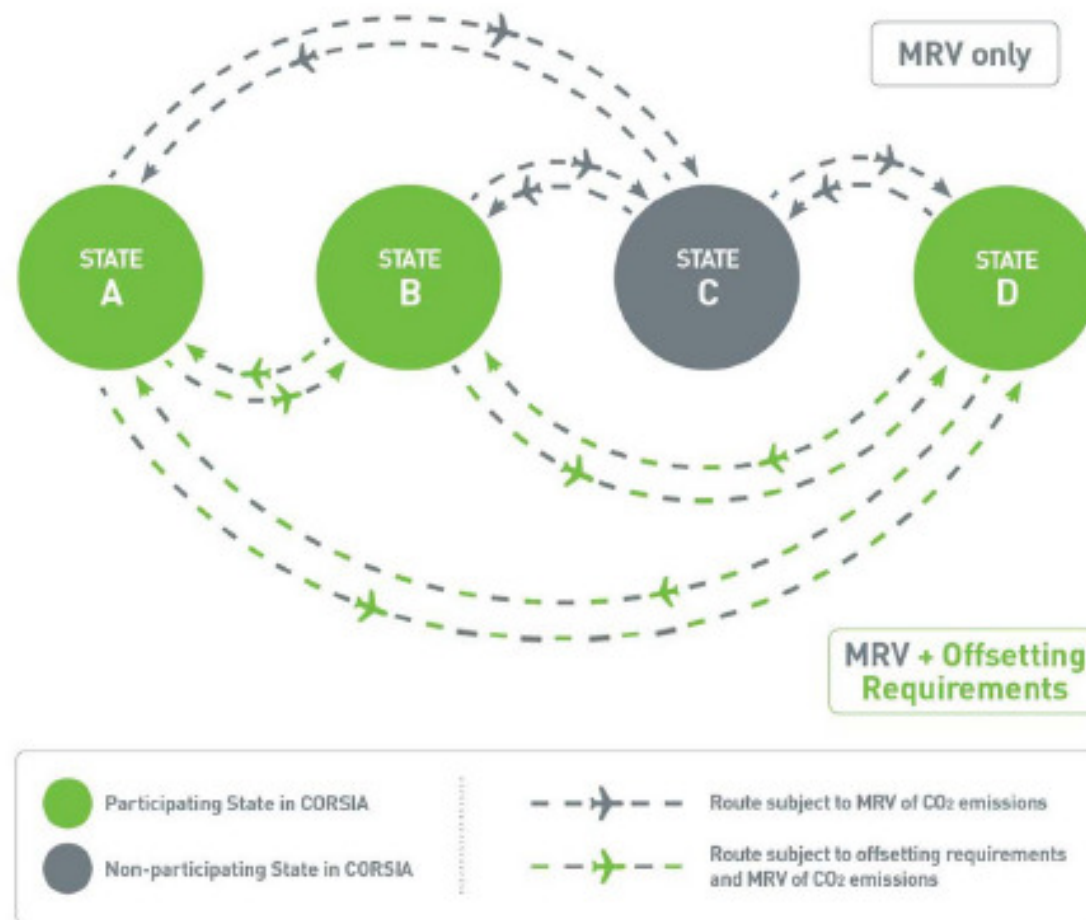 MRV only
STATE
A
STATE
B
STATE
C
STATE
D
MRV + Offsetting
Requirements
Participating State in CORSIA
Non-participating State in CORSIA
Route subject to MRV of CO₂ emissions
Route subject to offsetting requirements
and MRV of CO₂ emissions